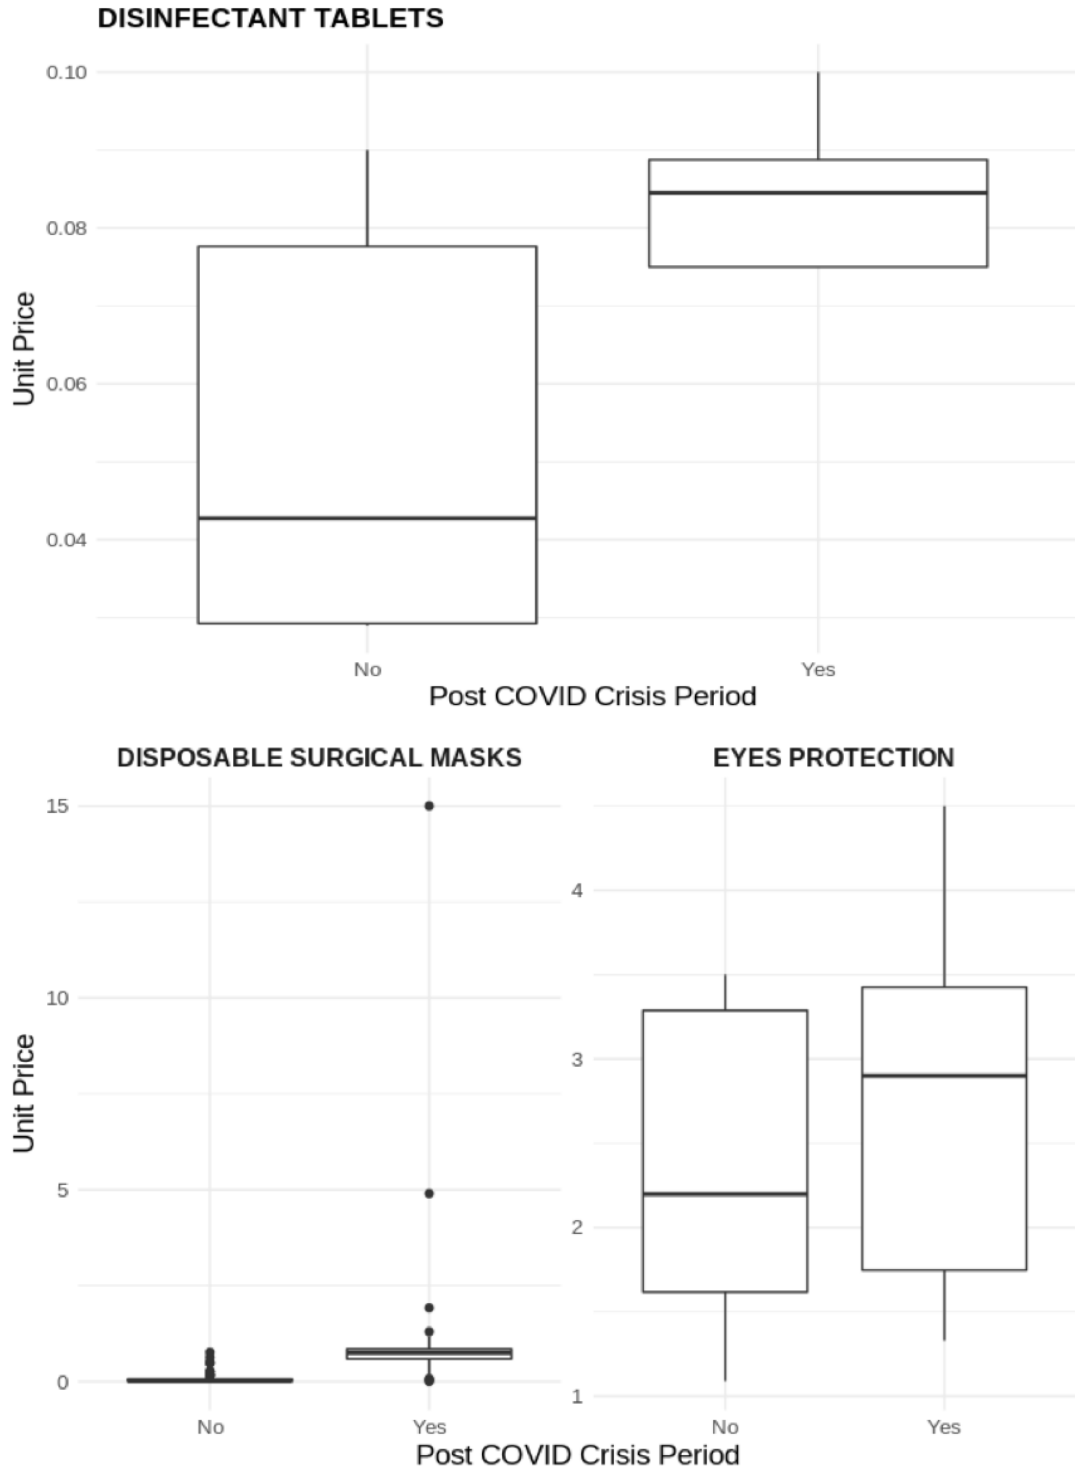 DISINFECTANT TABLETS
0.10
0.08
0.06
0.04
Unit Price
No Yes
Post COVID Crisis Period
DISPOSABLE SURGICAL MASKS EYES PROTECTION
15
10
5
0
Unit Price
4
3
2
1
No Yes No Yes
Post COVID Crisis Period